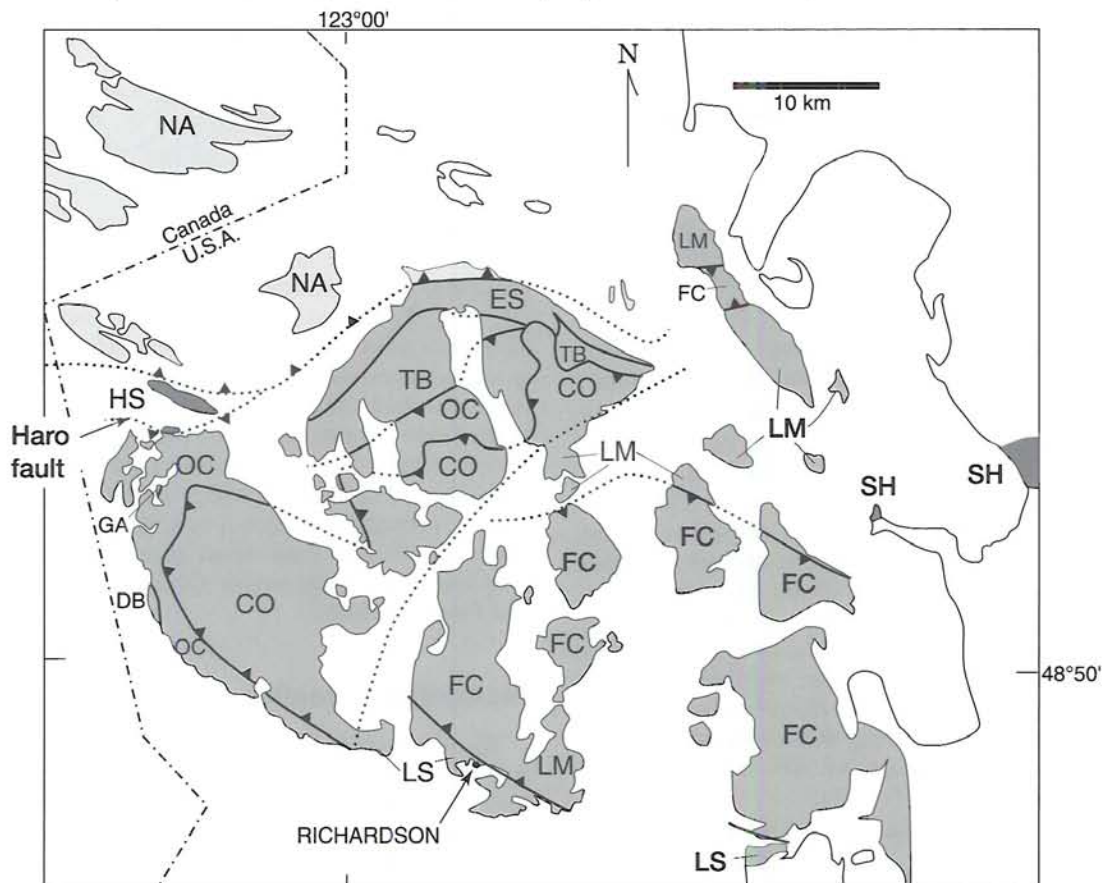 123°00'
N
10 km
NA
Canada
U.S.A.
NA
LM
FC
ES
TB
TB
CO
HS
OC
LM
Haro
fault
CO
LM
SH
SH
OC
GA
FC
FC
FC
DB
CO
OC
FC
48°50'
FC
FC
LS
LM
RICHARDSON
LS